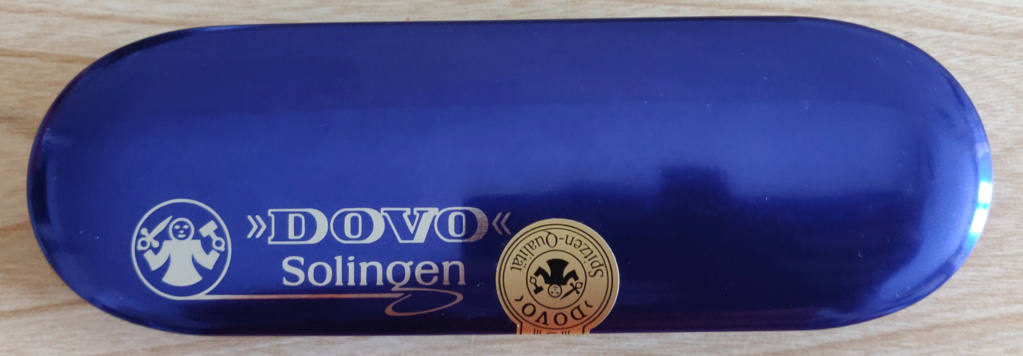 »DOVO«
Solingen
Spitzen-Qualität
›DOVO‹